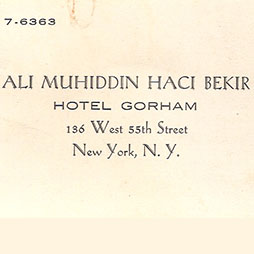 7-6363
ALI MUHIDDIN HACI BEKIR
HOTEL GORHAM
136 West 55th Street
New York, N. Y.